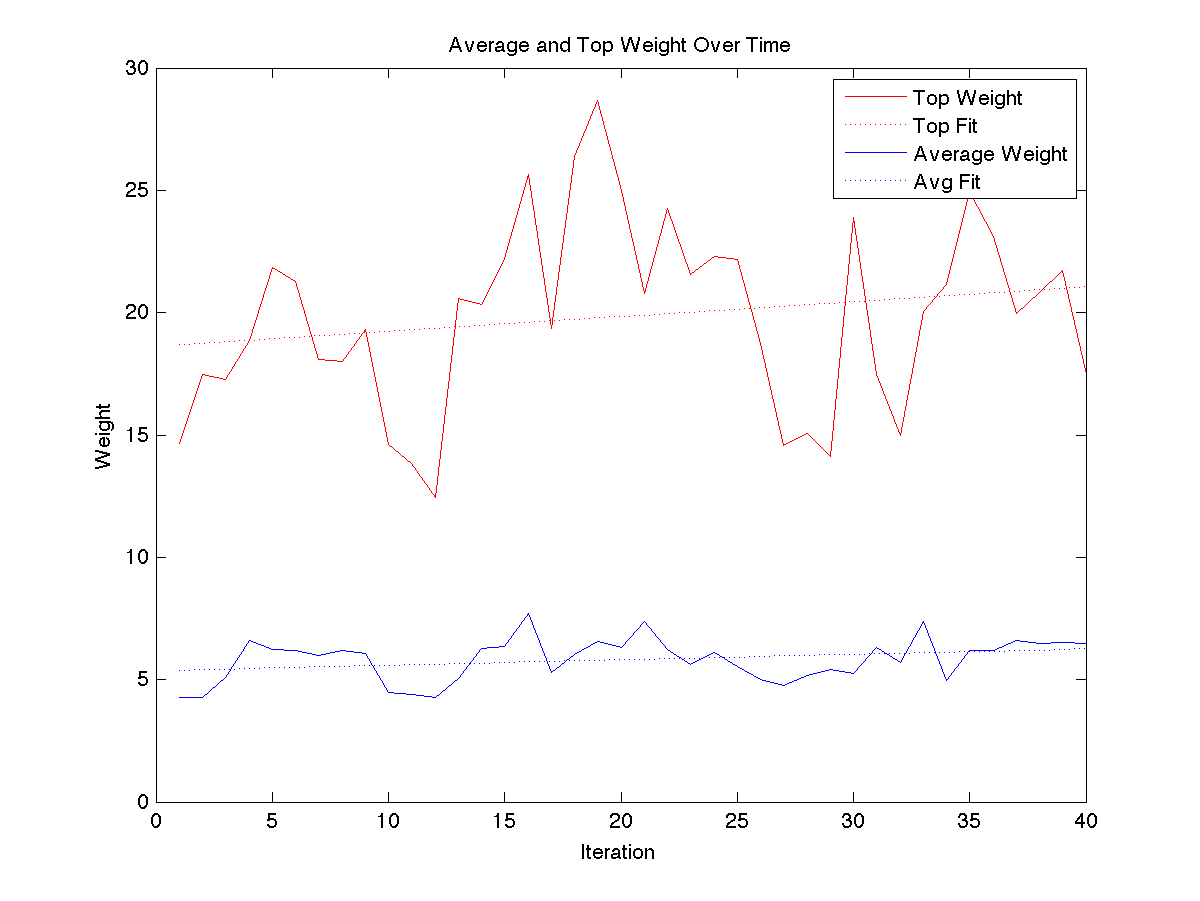 Average and Top Weight Over Time
30
25
20
15
10
5
0
Weight
Top Weight
Top Fit
Average Weight
Avg Fit
0 5 10 15 20 25 30 35 40
Iteration